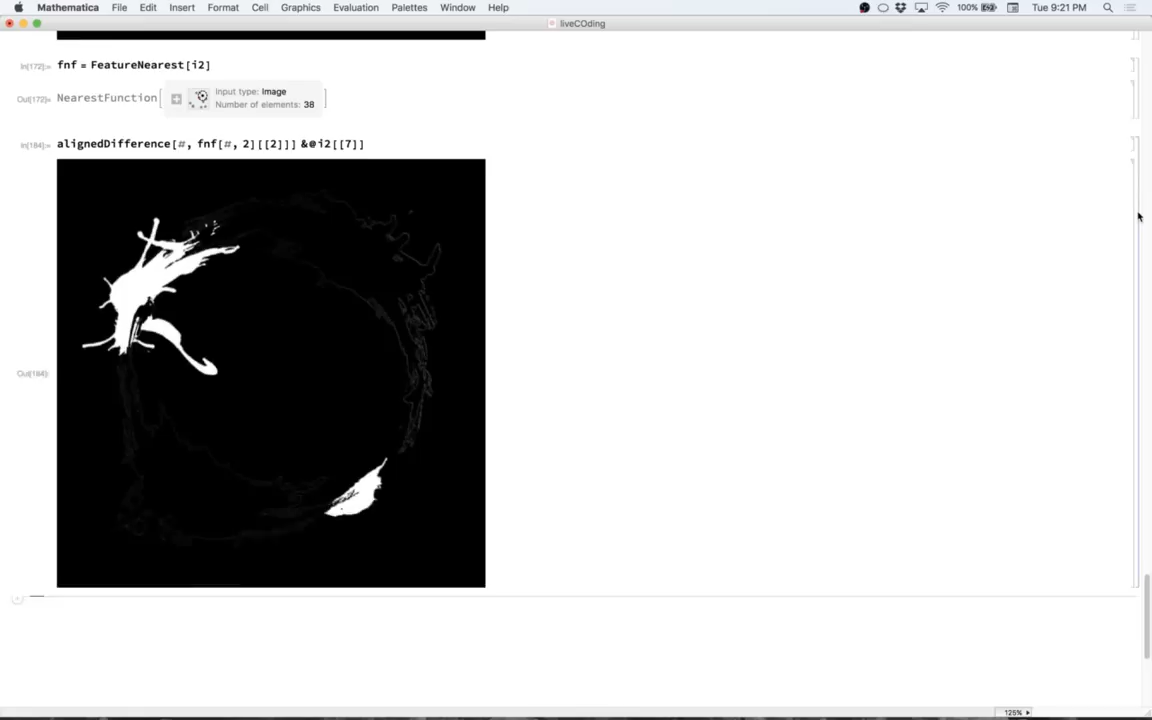 Mathematica File Edit Insert Format Cell Graphics Evaluation Palettes Window Help 100% Tue 9:21 PM
liveCOding
In[172]:= fnf = FeatureNearest[i2]
Out[172]= NearestFunction[ Input type: Image ]
Number of elements: 38
In[184]:= alignedDifference[#, fnf[#, 2][[2]]] &@i2[[7]]
Out[184]=
125%